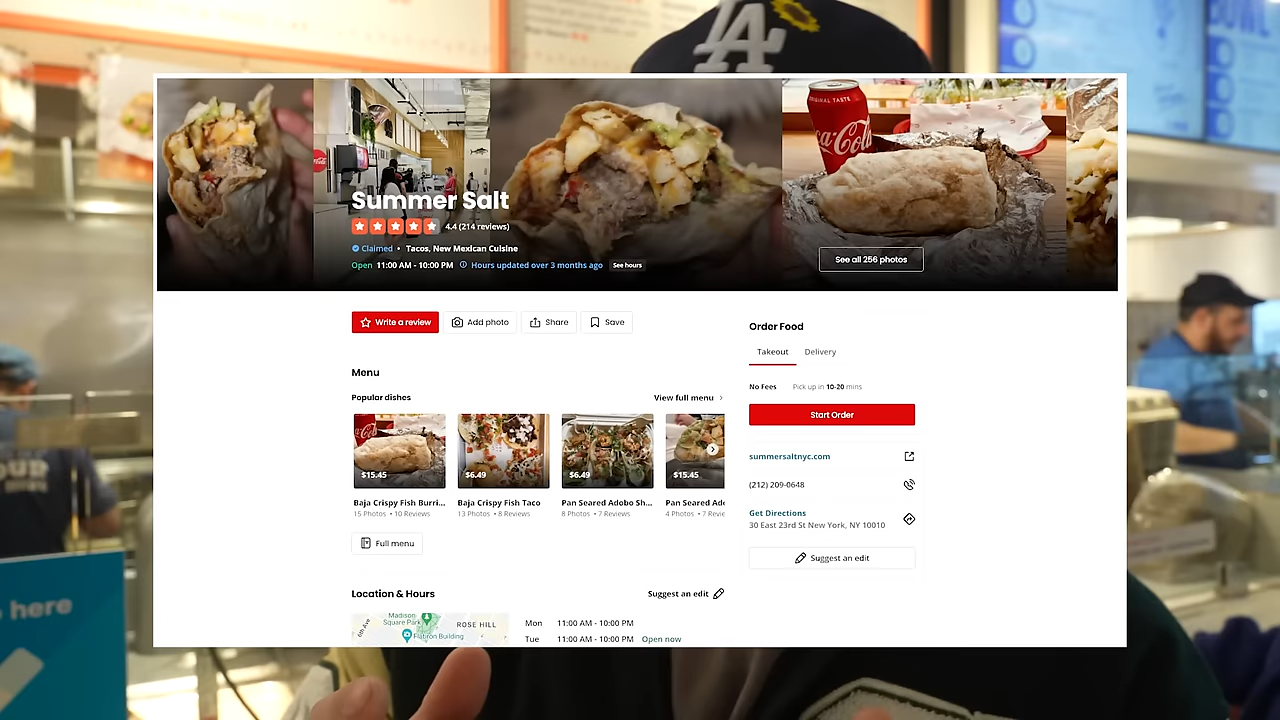 LA
BOWL
ORIGINAL TASTE
Coca-Cola
Summer Salt
4.4 (214 reviews)
Claimed • Tacos, New Mexican Cuisine
Open 11:00 AM - 10:00 PM Hours updated over 3 months ago See hours
See all 256 photos
Write a review
Add photo
Share
Save
Order Food
Takeout Delivery
Menu
No Fees Pick up in 10-20 mins
Popular dishes
View full menu
Start Order
$15.45
$6.49
$6.49
$15.45
summersaltnyc.com
(212) 209-0648
Baja Crispy Fish Burri...
15 Photos • 10 Reviews
Baja Crispy Fish Taco
13 Photos • 8 Reviews
Pan Seared Adobo Sh...
8 Photos • 7 Reviews
Pan Seared Ado
4 Photos • 7 Revie
Get Directions
30 East 23rd St New York, NY 10010
Full menu
Suggest an edit
Location & Hours
Suggest an edit
Madison
Square Park
ROSE HILL
6th Ave
Flatiron Building
Mon 11:00 AM - 10:00 PM
Tue 11:00 AM - 10:00 PM Open now
here